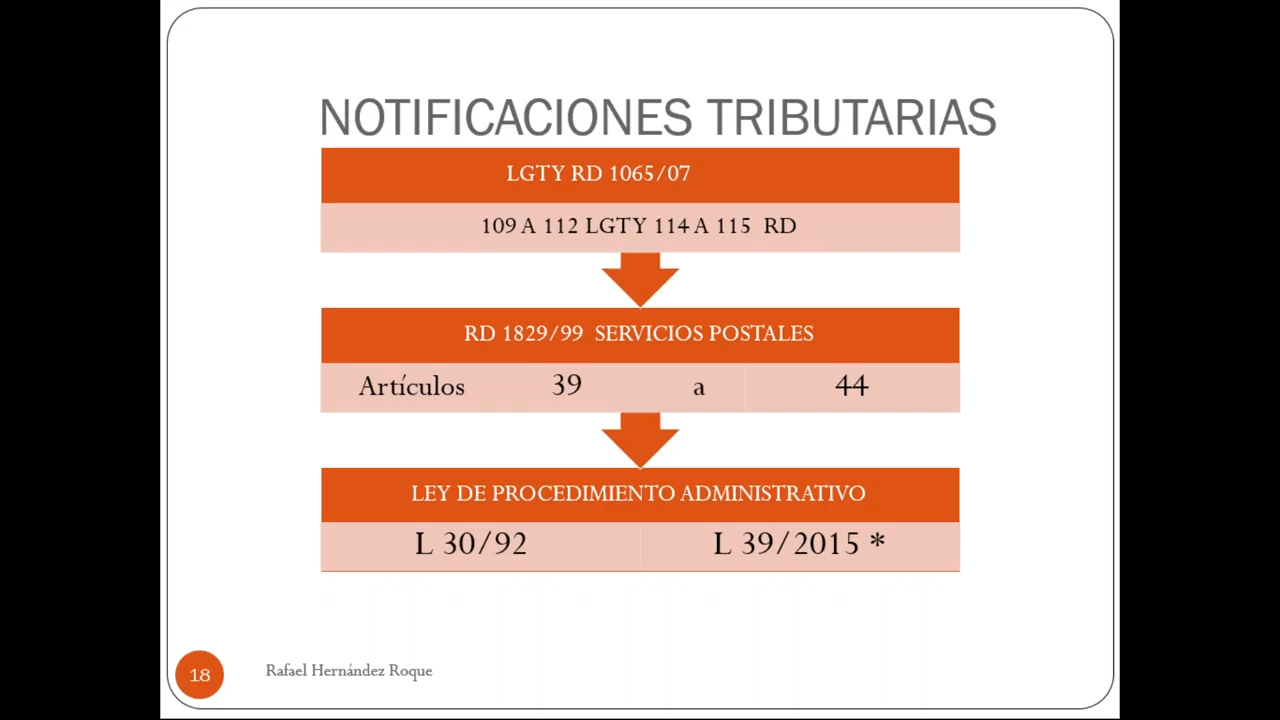 NOTIFICACIONES TRIBUTARIAS
LGTY RD 1065/07
109 A 112 LGTY 114 A 115 RD
RD 1829/99 SERVICIOS POSTALES
Artículos 39 a 44
LEY DE PROCEDIMIENTO ADMINISTRATIVO
L 30/92 L 39/2015 *
18 Rafael Hernández Roque